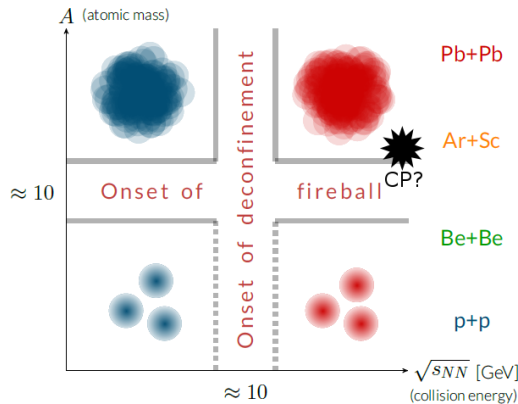 A (atomic mass)
Pb+Pb
Ar+Sc
CP?
≈ 10
Onset of fireball
Onset of deconfinement
Be+Be
p+p
√sNN [GeV]
≈ 10
(collision energy)